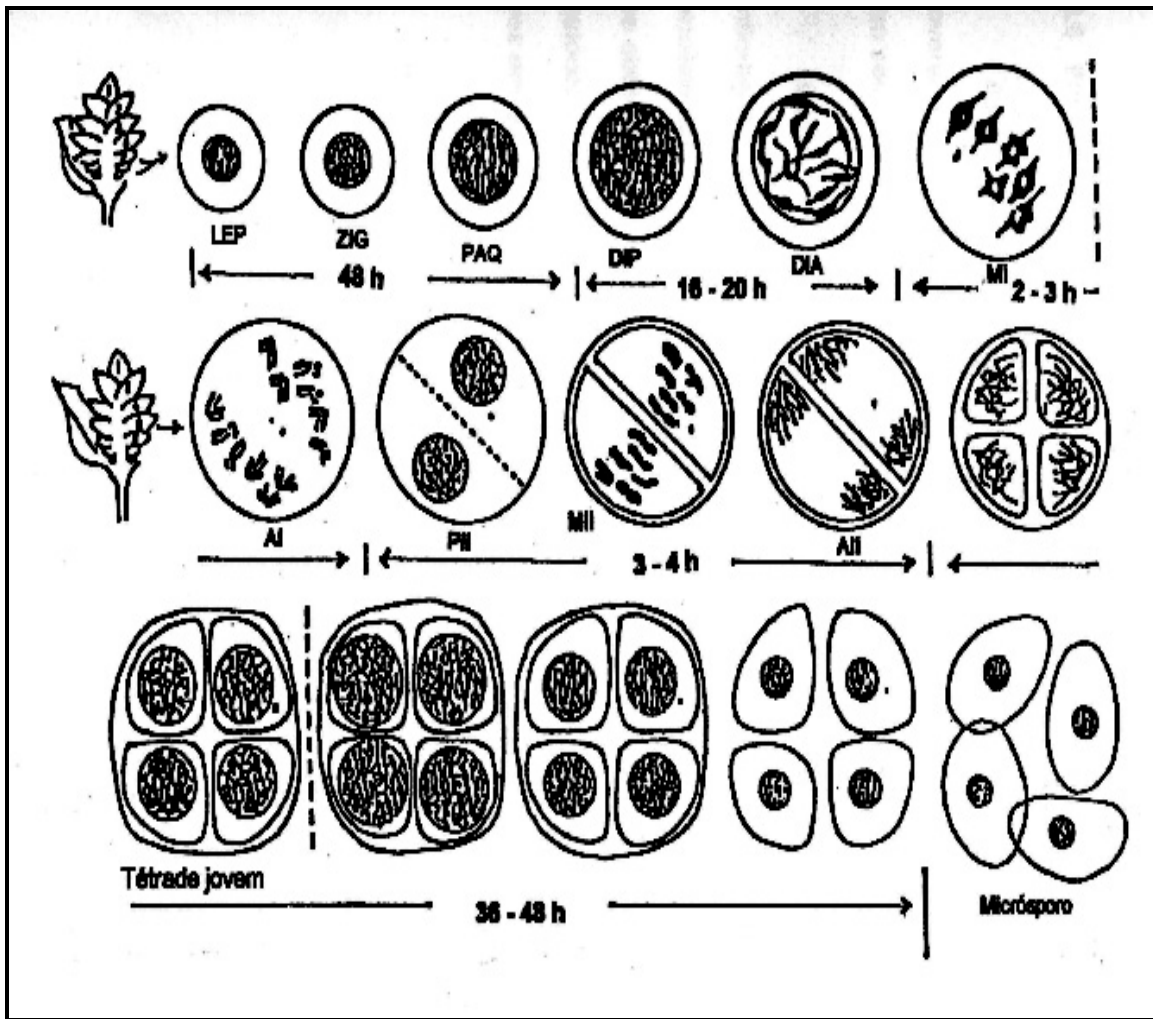 LEP ZIG PAQ DIP DIA MI
48 h 16 - 20 h 2 - 3 h
AI PII MII AII
3 - 4 h
Tétrade jovem
36 - 48 h Micrósporo